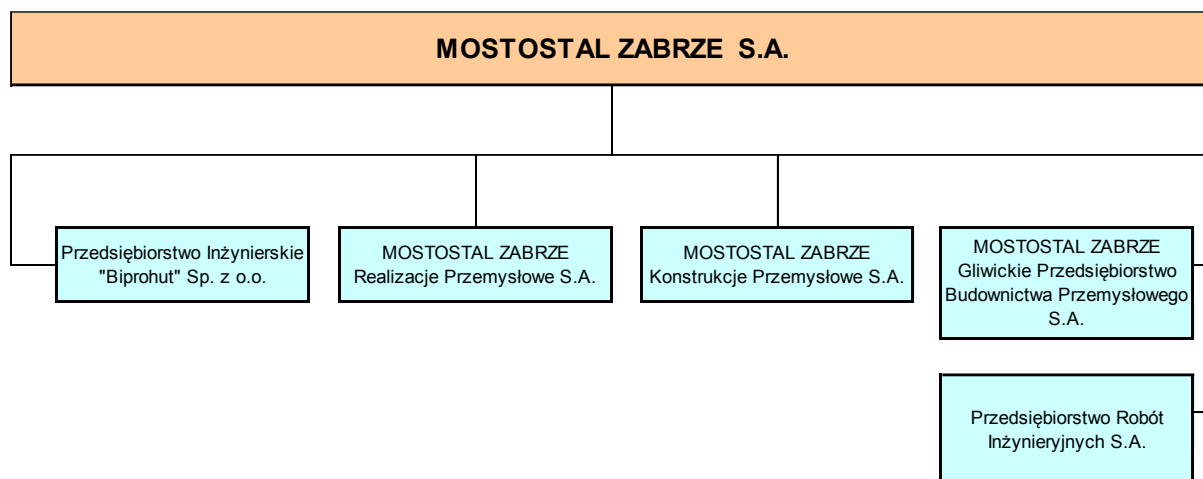 MOSTOSTAL ZABRZE S.A.
Przedsiębiorstwo Inżynierskie
"Biprohut" Sp. z o.o.
MOSTOSTAL ZABRZE
Realizacje Przemysłowe S.A.
MOSTOSTAL ZABRZE
Konstrukcje Przemysłowe S.A.
MOSTOSTAL ZABRZE
Gliwickie Przedsiębiorstwo
Budownictwa Przemysłowego
S.A.
Przedsiębiorstwo Robót
Inżynieryjnych S.A.